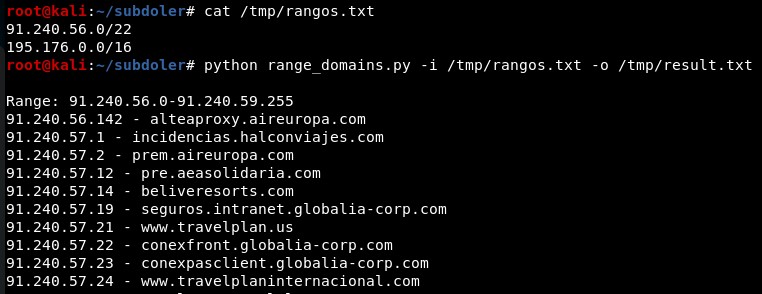 root@kali:~/subdoler# cat /tmp/rangos.txt
91.240.56.0/22
195.176.0.0/16
root@kali:~/subdoler# python range_domains.py -i /tmp/rangos.txt -o /tmp/result.txt
Range: 91.240.56.0-91.240.59.255
91.240.56.142 - alteaproxy.aireuropa.com
91.240.57.1 - incidencias.halconviajes.com
91.240.57.2 - prem.aireuropa.com
91.240.57.12 - pre.aeasolidaria.com
91.240.57.14 - beliveresorts.com
91.240.57.19 - seguros.intranet.globalia-corp.com
91.240.57.21 - www.travelplan.us
91.240.57.22 - conexfront.globalia-corp.com
91.240.57.23 - conexpasclient.globalia-corp.com
91.240.57.24 - www.travelplaninternacional.com